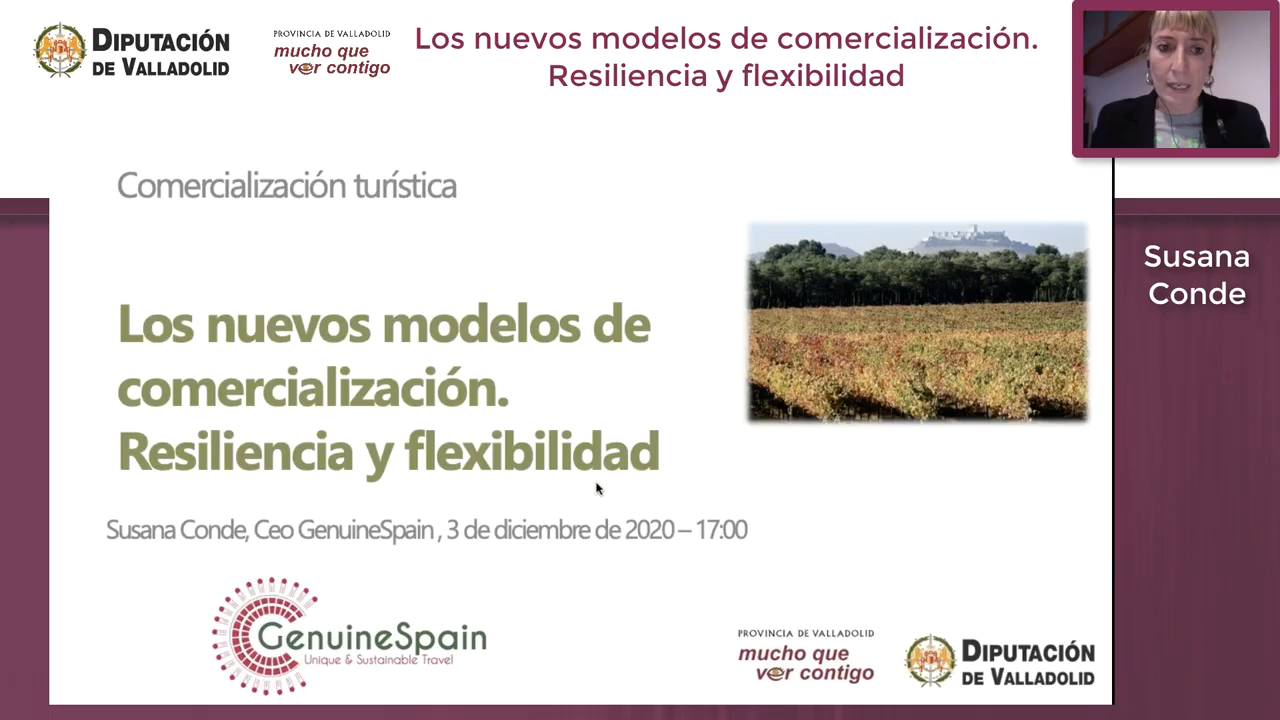 DIPUTACIÓN
DE VALLADOLID
PROVINCIA DE VALLADOLID
mucho que
ver contigo
Los nuevos modelos de comercialización.
Resiliencia y flexibilidad
Comercialización turística
Susana
Conde
Los nuevos modelos de
comercialización.
Resiliencia y flexibilidad
Susana Conde, Ceo GenuineSpain , 3 de diciembre de 2020 – 17:00
GenuineSpain
Unique & Sustainable Travel
PROVINCIA DE VALLADOLID
mucho que
ver contigo
DIPUTACIÓN
DE VALLADOLID